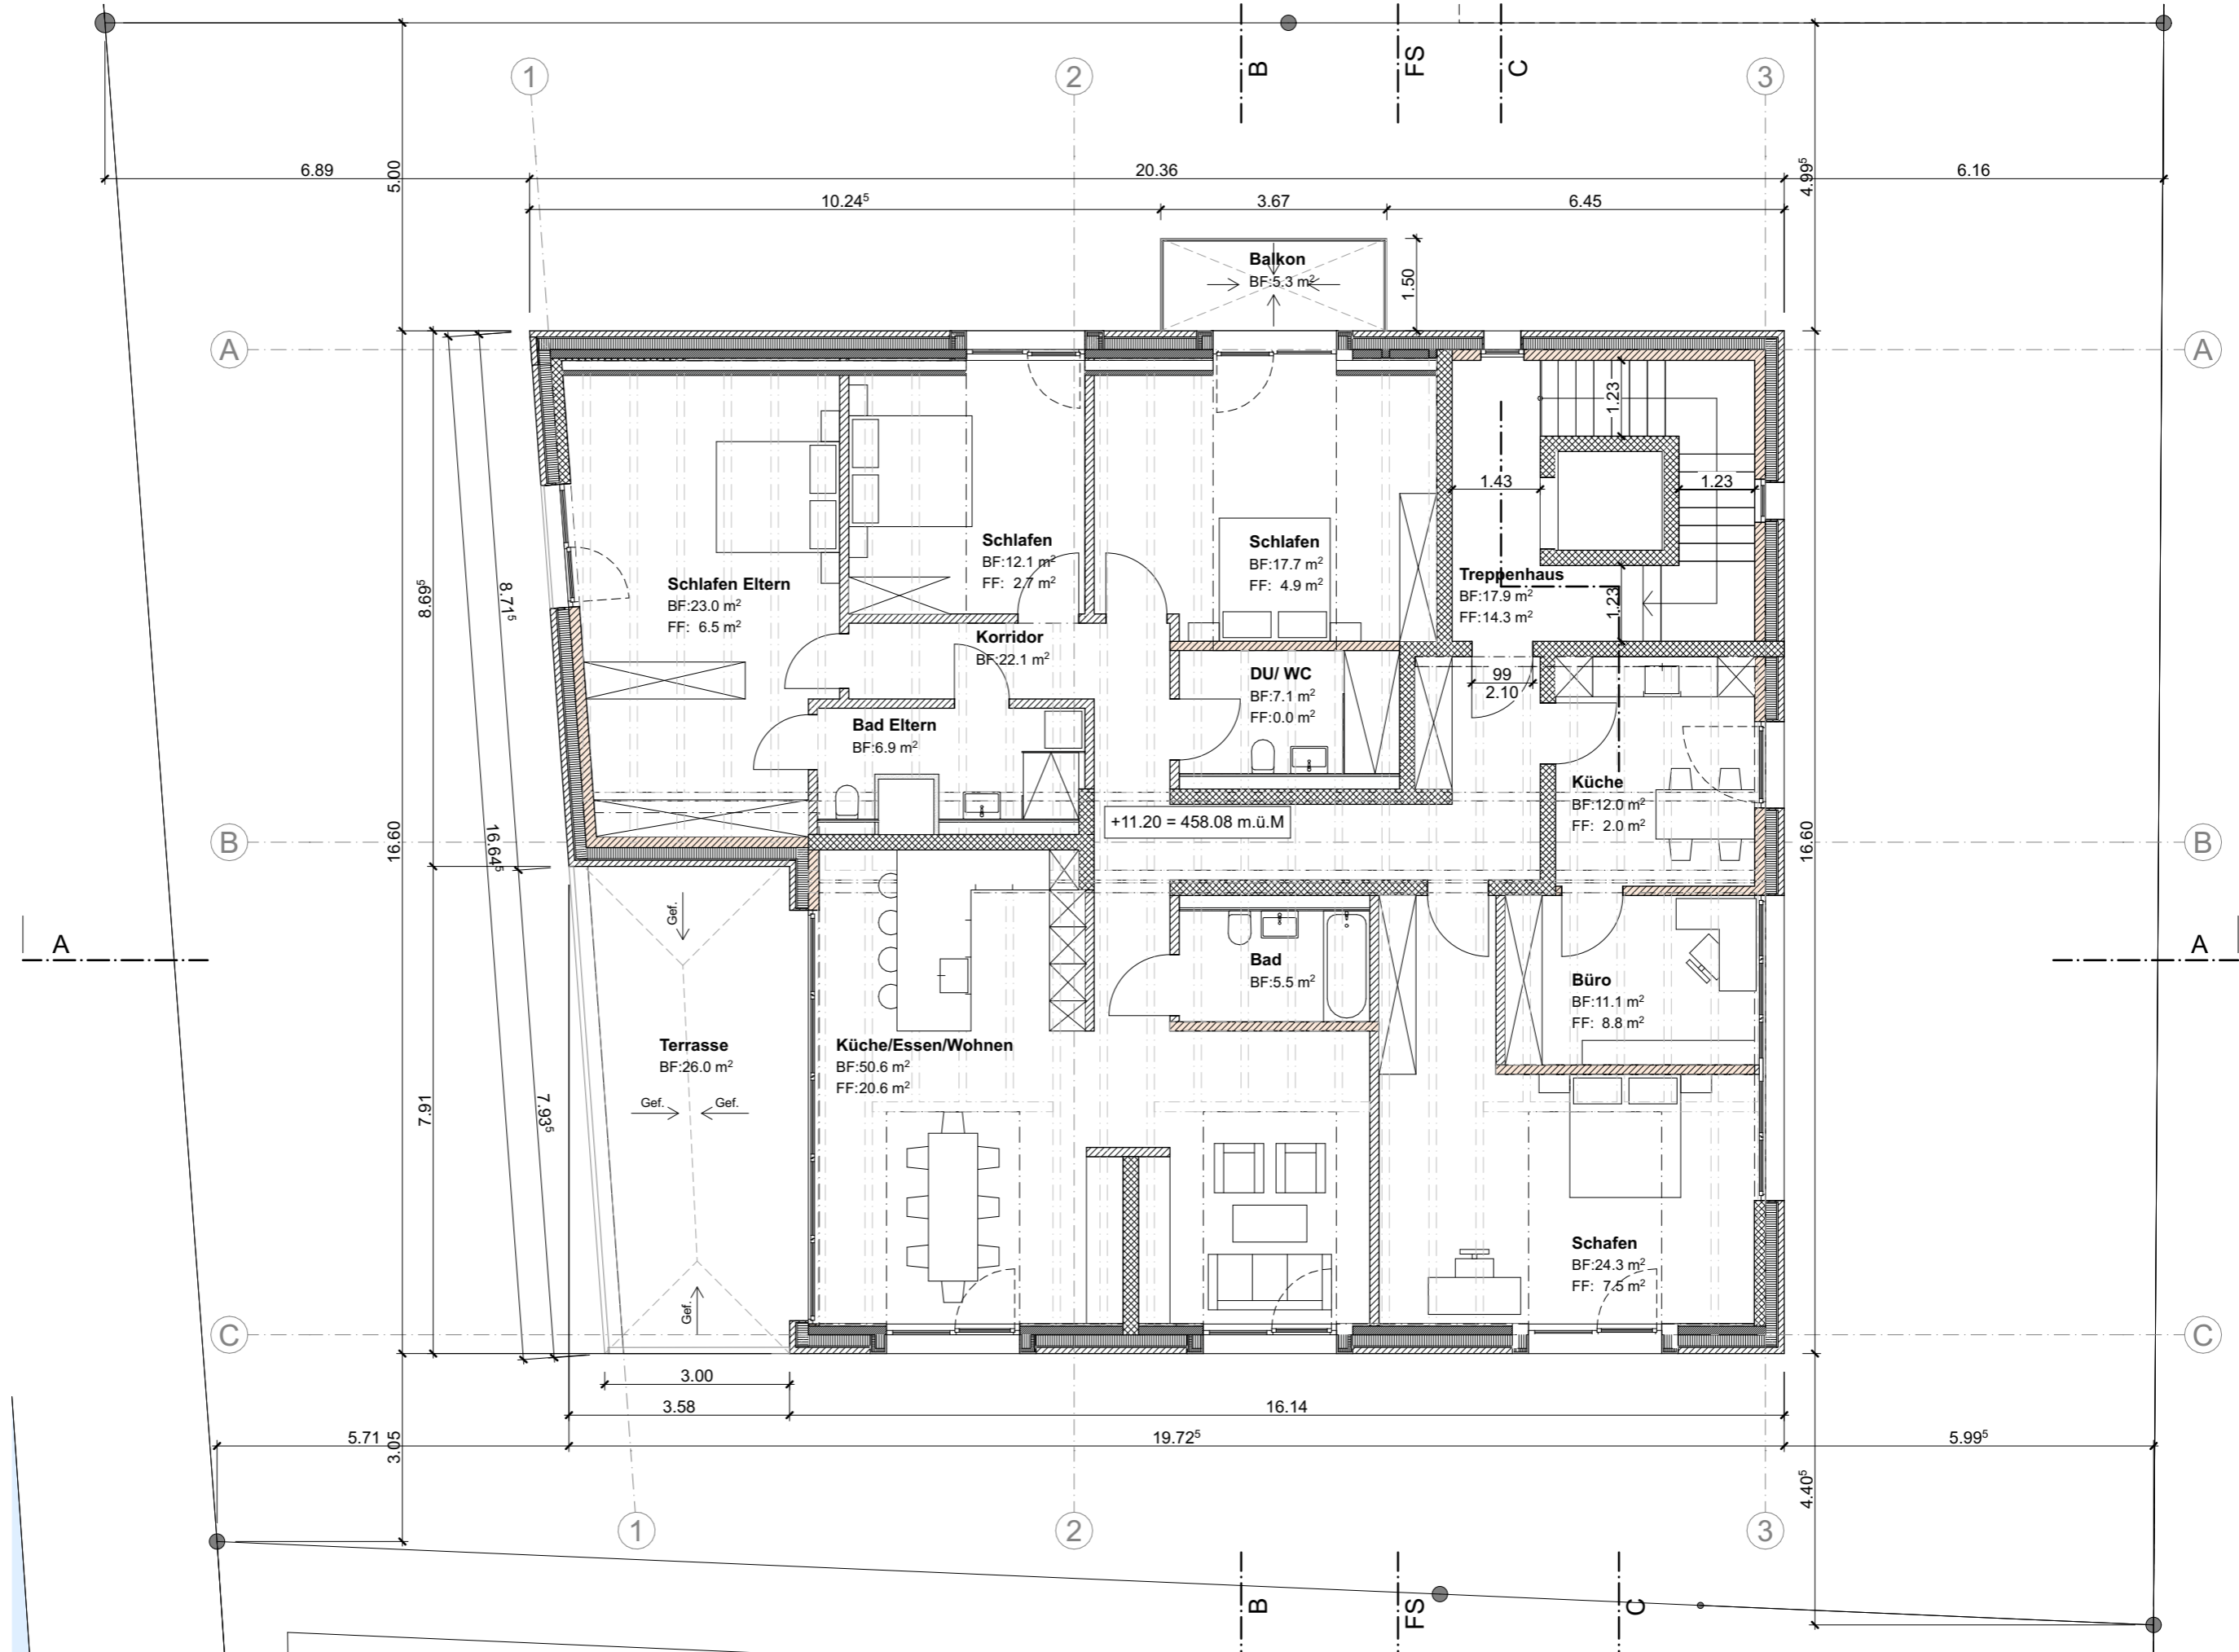 B
FS
C
1
2
3
6.89
5.00
20.36
4.99⁵
6.16
10.24⁵
3.67
6.45
Balkon
BF:5.3 m²
1.50
A
A
1.23
1.43
1.23
Schlafen
BF:12.1 m²
FF: 2.7 m²
Schlafen
BF:17.7 m²
FF: 4.9 m²
Schlafen Eltern
BF:23.0 m²
FF: 6.5 m²
Treppenhaus
BF:17.9 m²
FF:14.3 m²
1.23
8.69⁵
8.71⁵
Korridor
BF:22.1 m²
DU/ WC
BF:7.1 m²
FF:0.0 m²
99
2.10
Bad Eltern
BF:6.9 m²
Küche
BF:12.0 m²
FF: 2.0 m²
+11.20 = 458.08 m.ü.M
16.60
16.64⁵
16.60
B
B
Gef.
A
A
Bad
BF:5.5 m²
Büro
BF:11.1 m²
FF: 8.8 m²
Terrasse
BF:26.0 m²
Küche/Essen/Wohnen
BF:50.6 m²
FF:20.6 m²
Gef.
Gef.
7.91
7.93⁵
Schafen
BF:24.3 m²
FF: 7.5 m²
Gef.
C
C
3.00
3.58
16.14
5.71
3.05
19.72⁵
5.99⁵
4.40⁵
1
2
3
B
FS
C